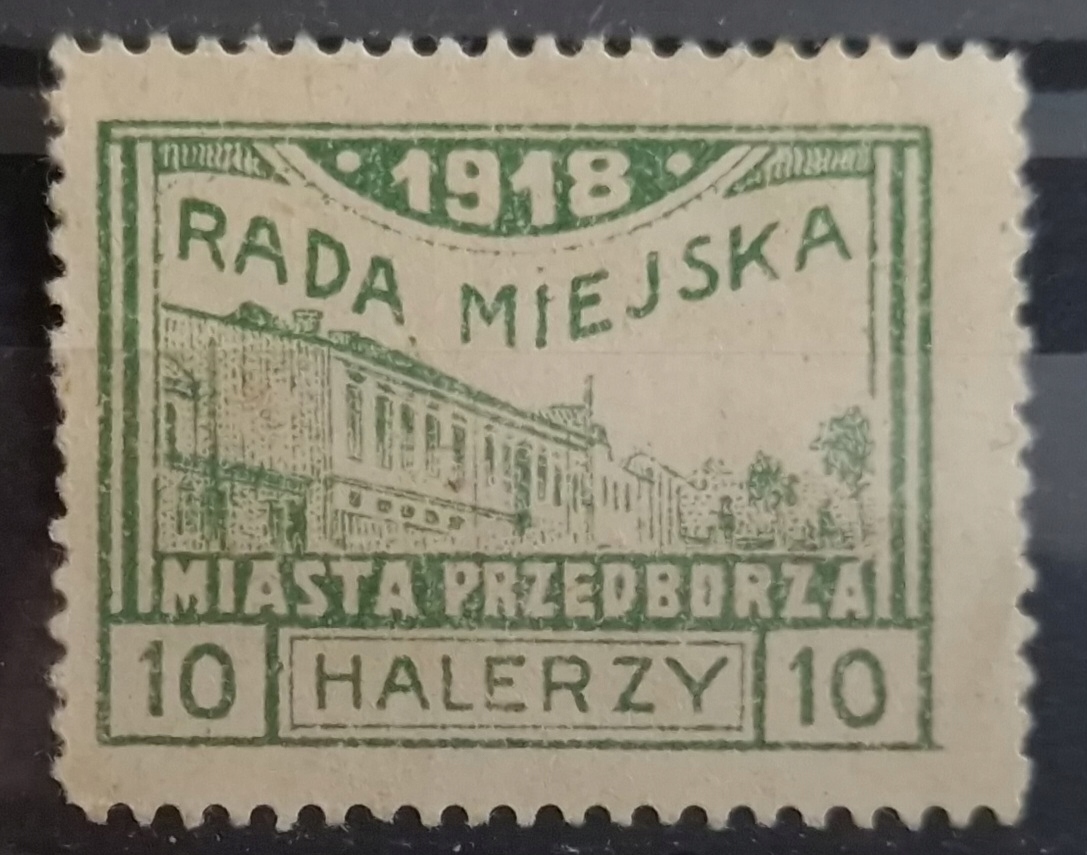 1918
RADA MIEJSKA
MIASTA PRZEDBORZA
10 HALERZY 10